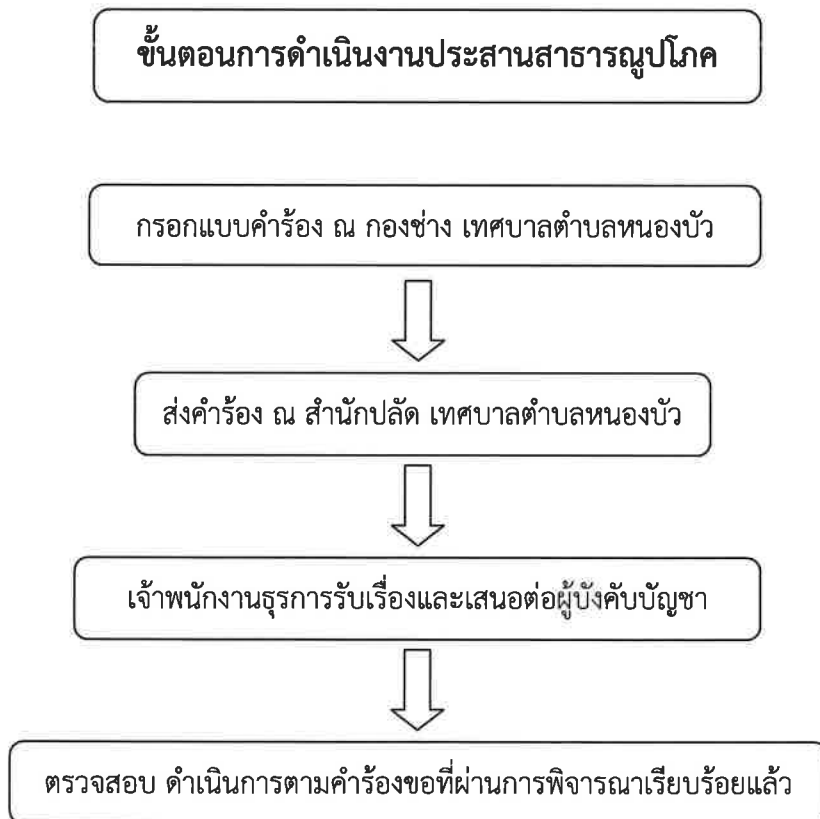 ขั้นตอนการดำเนินงานประสานสาธารณูปโภค
กรอกแบบคำร้อง ณ กองช่าง เทศบาลตำบลหนองบัว
ส่งคำร้อง ณ สำนักปลัด เทศบาลตำบลหนองบัว
เจ้าพนักงานธุรการรับเรื่องและเสนอต่อผู้บังคับบัญชา
ตรวจสอบ ดำเนินการตามคำร้องขอที่ผ่านการพิจารณาเรียบร้อยแล้ว